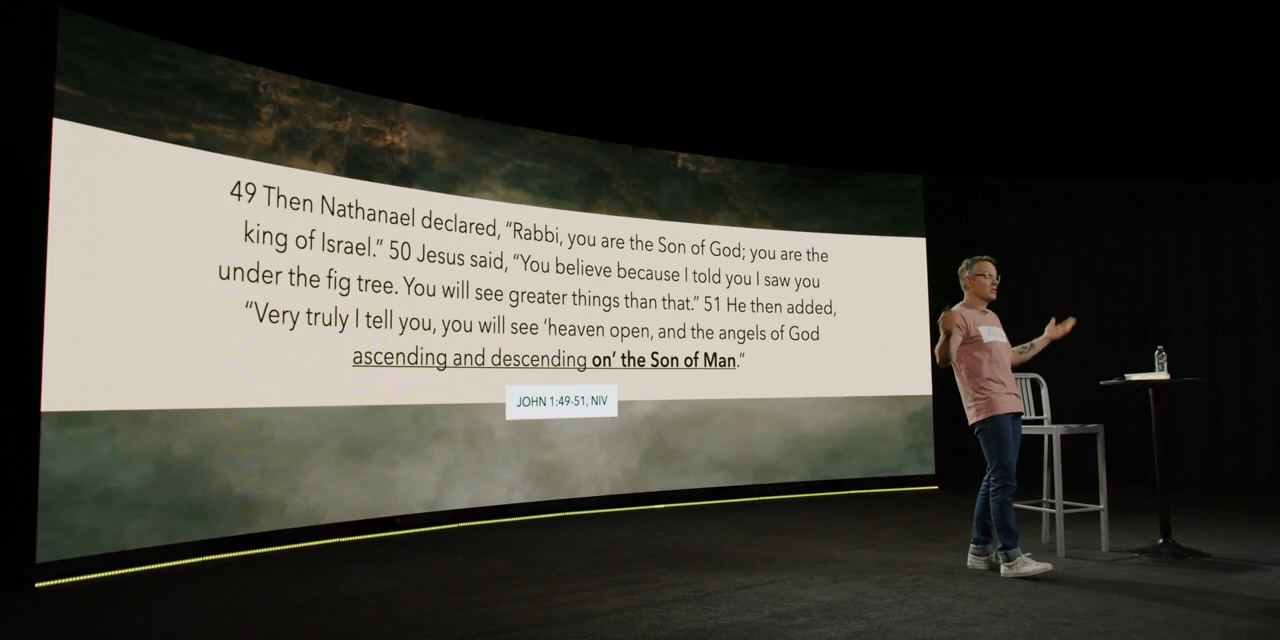 49 Then Nathanael declared, “Rabbi, you are the Son of God; you are the
king of Israel.” 50 Jesus said, “You believe because I told you I saw you
under the fig tree. You will see greater things than that.” 51 He then added,
“Very truly I tell you, you will see ‘heaven open, and the angels of God
ascending and descending on’ the Son of Man.”
JOHN 1:49-51, NIV